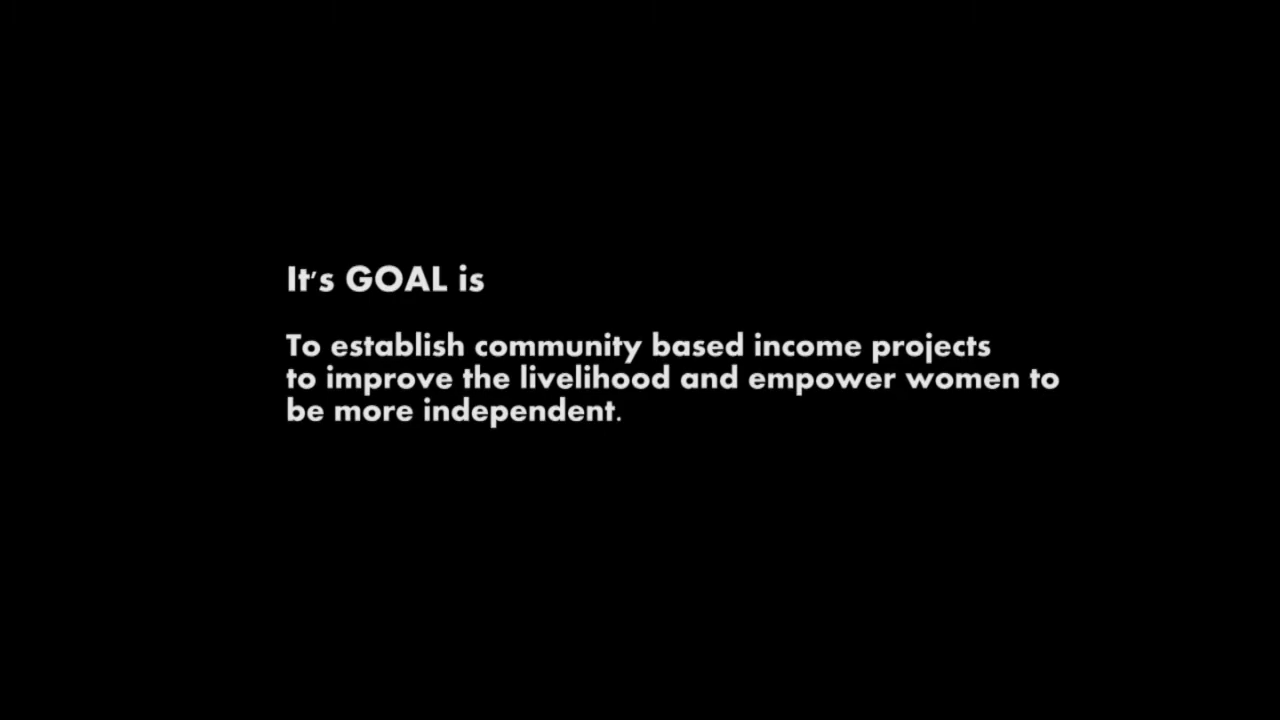 It's GOAL is
To establish community based income projects
to improve the livelihood and empower women to
be more independent.